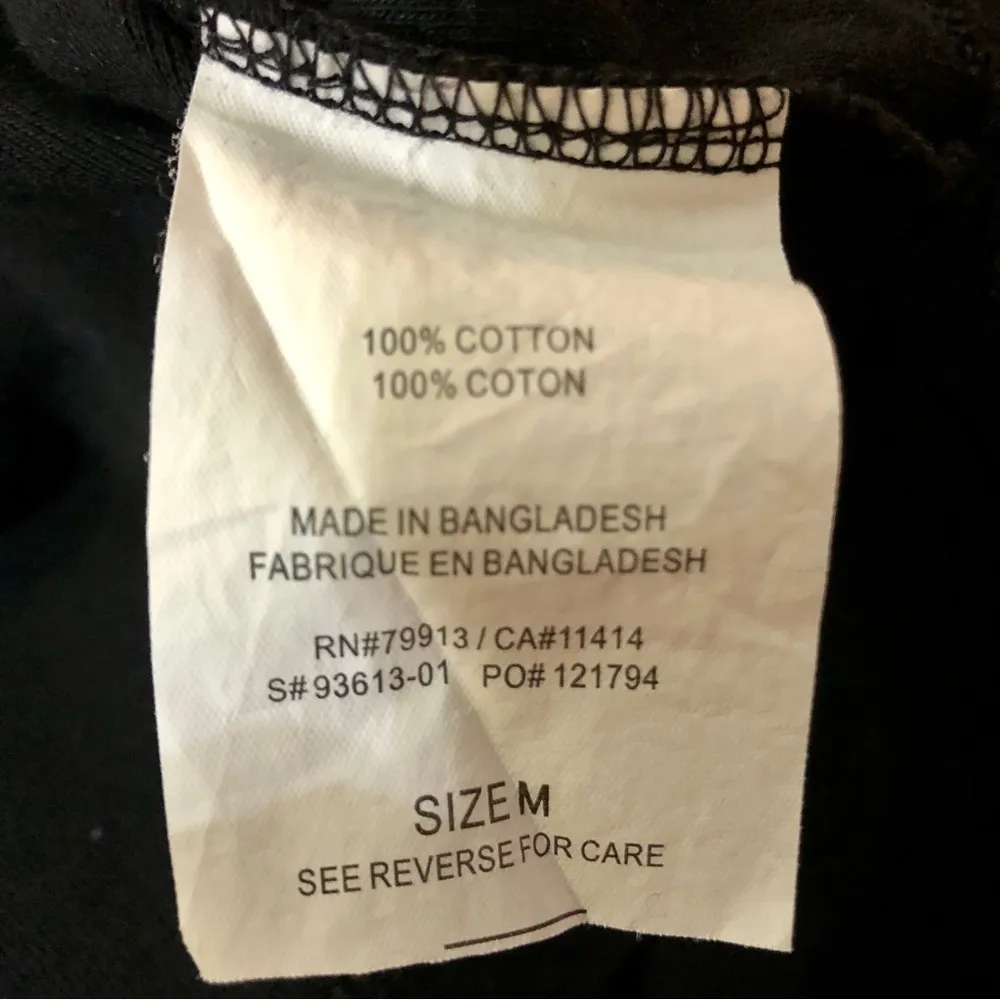 100% COTTON
100% COTON
MADE IN BANGLADESH
FABRIQUE EN BANGLADESH
RN#79913 / CA#11414
S#93613-01 PO#121794
SIZE M
SEE REVERSE FOR CARE